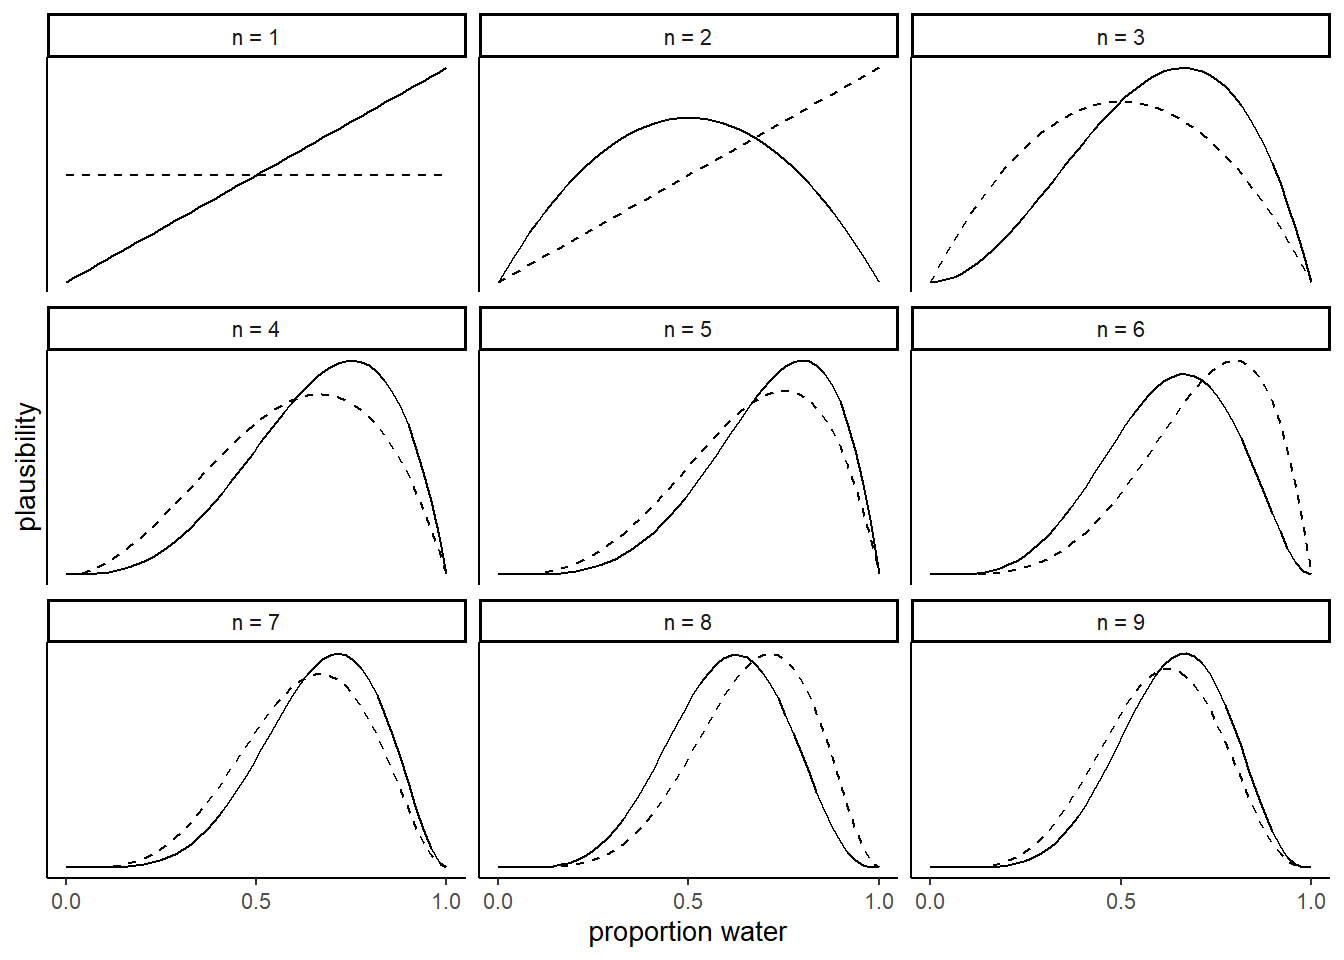 n = 1
n = 2
n = 3
n = 4
n = 5
n = 6
n = 7
n = 8
n = 9
plausibility
0.0 0.5 1.0 0.0 0.5 1.0 0.0 0.5 1.0
proportion water